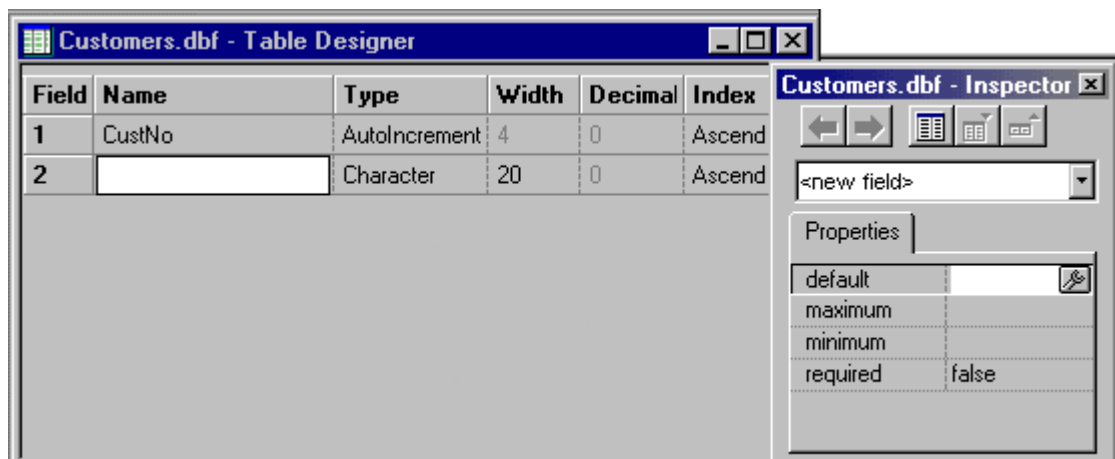 Customers.dbf - Table Designer
Field Name Type Width Decimal Index
1 CustNo AutoIncrement 4 0 Ascend
2 Character 20 0 Ascend
Customers.dbf - Inspector
<new field>
Properties
default
maximum
minimum
required false